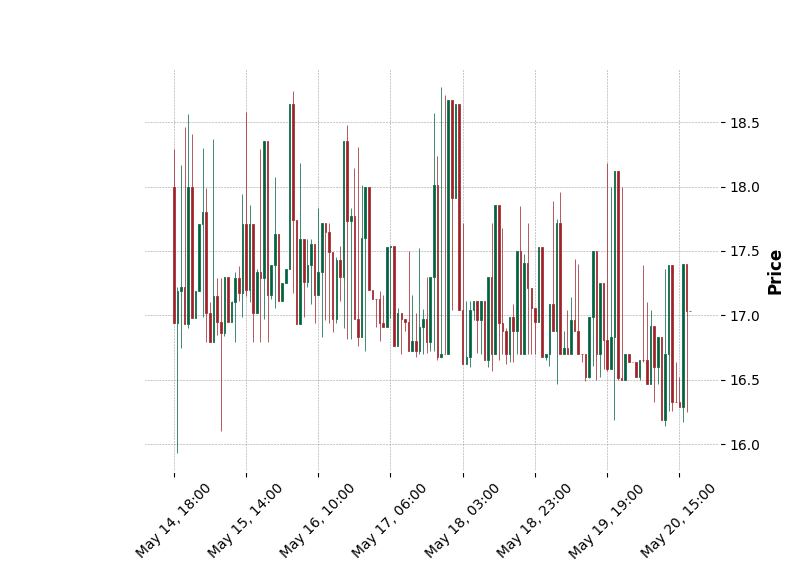 18.5
18.0
17.5
17.0
16.5
16.0
Price
May 14, 18:00
May 15, 14:00
May 16, 10:00
May 17, 06:00
May 18, 03:00
May 18, 23:00
May 19, 19:00
May 20, 15:00